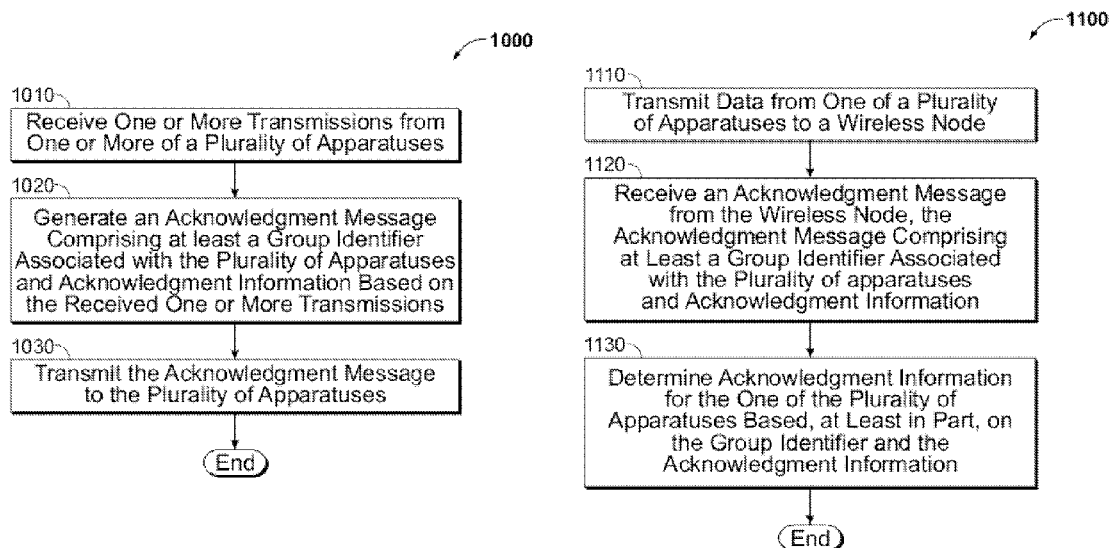 1000
1010
Receive One or More Transmissions from
One or More of a Plurality of Apparatuses
1020
Generate an Acknowledgment Message
Comprising at least a Group Identifier
Associated with the Plurality of Apparatuses
and Acknowledgment Information Based on
the Received One or More Transmissions
1030
Transmit the Acknowledgment Message
to the Plurality of Apparatuses
End
1100
1110
Transmit Data from One of a Plurality
of Apparatuses to a Wireless Node
1120
Receive an Acknowledgment Message
from the Wireless Node, the
Acknowledgment Message Comprising
at Least a Group Identifier Associated
with the Plurality of apparatuses
and Acknowledgment Information
1130
Determine Acknowledgment Information
for the One of the Plurality of
Apparatuses Based, at Least in Part, on
the Group Identifier and the
Acknowledgment Information
End